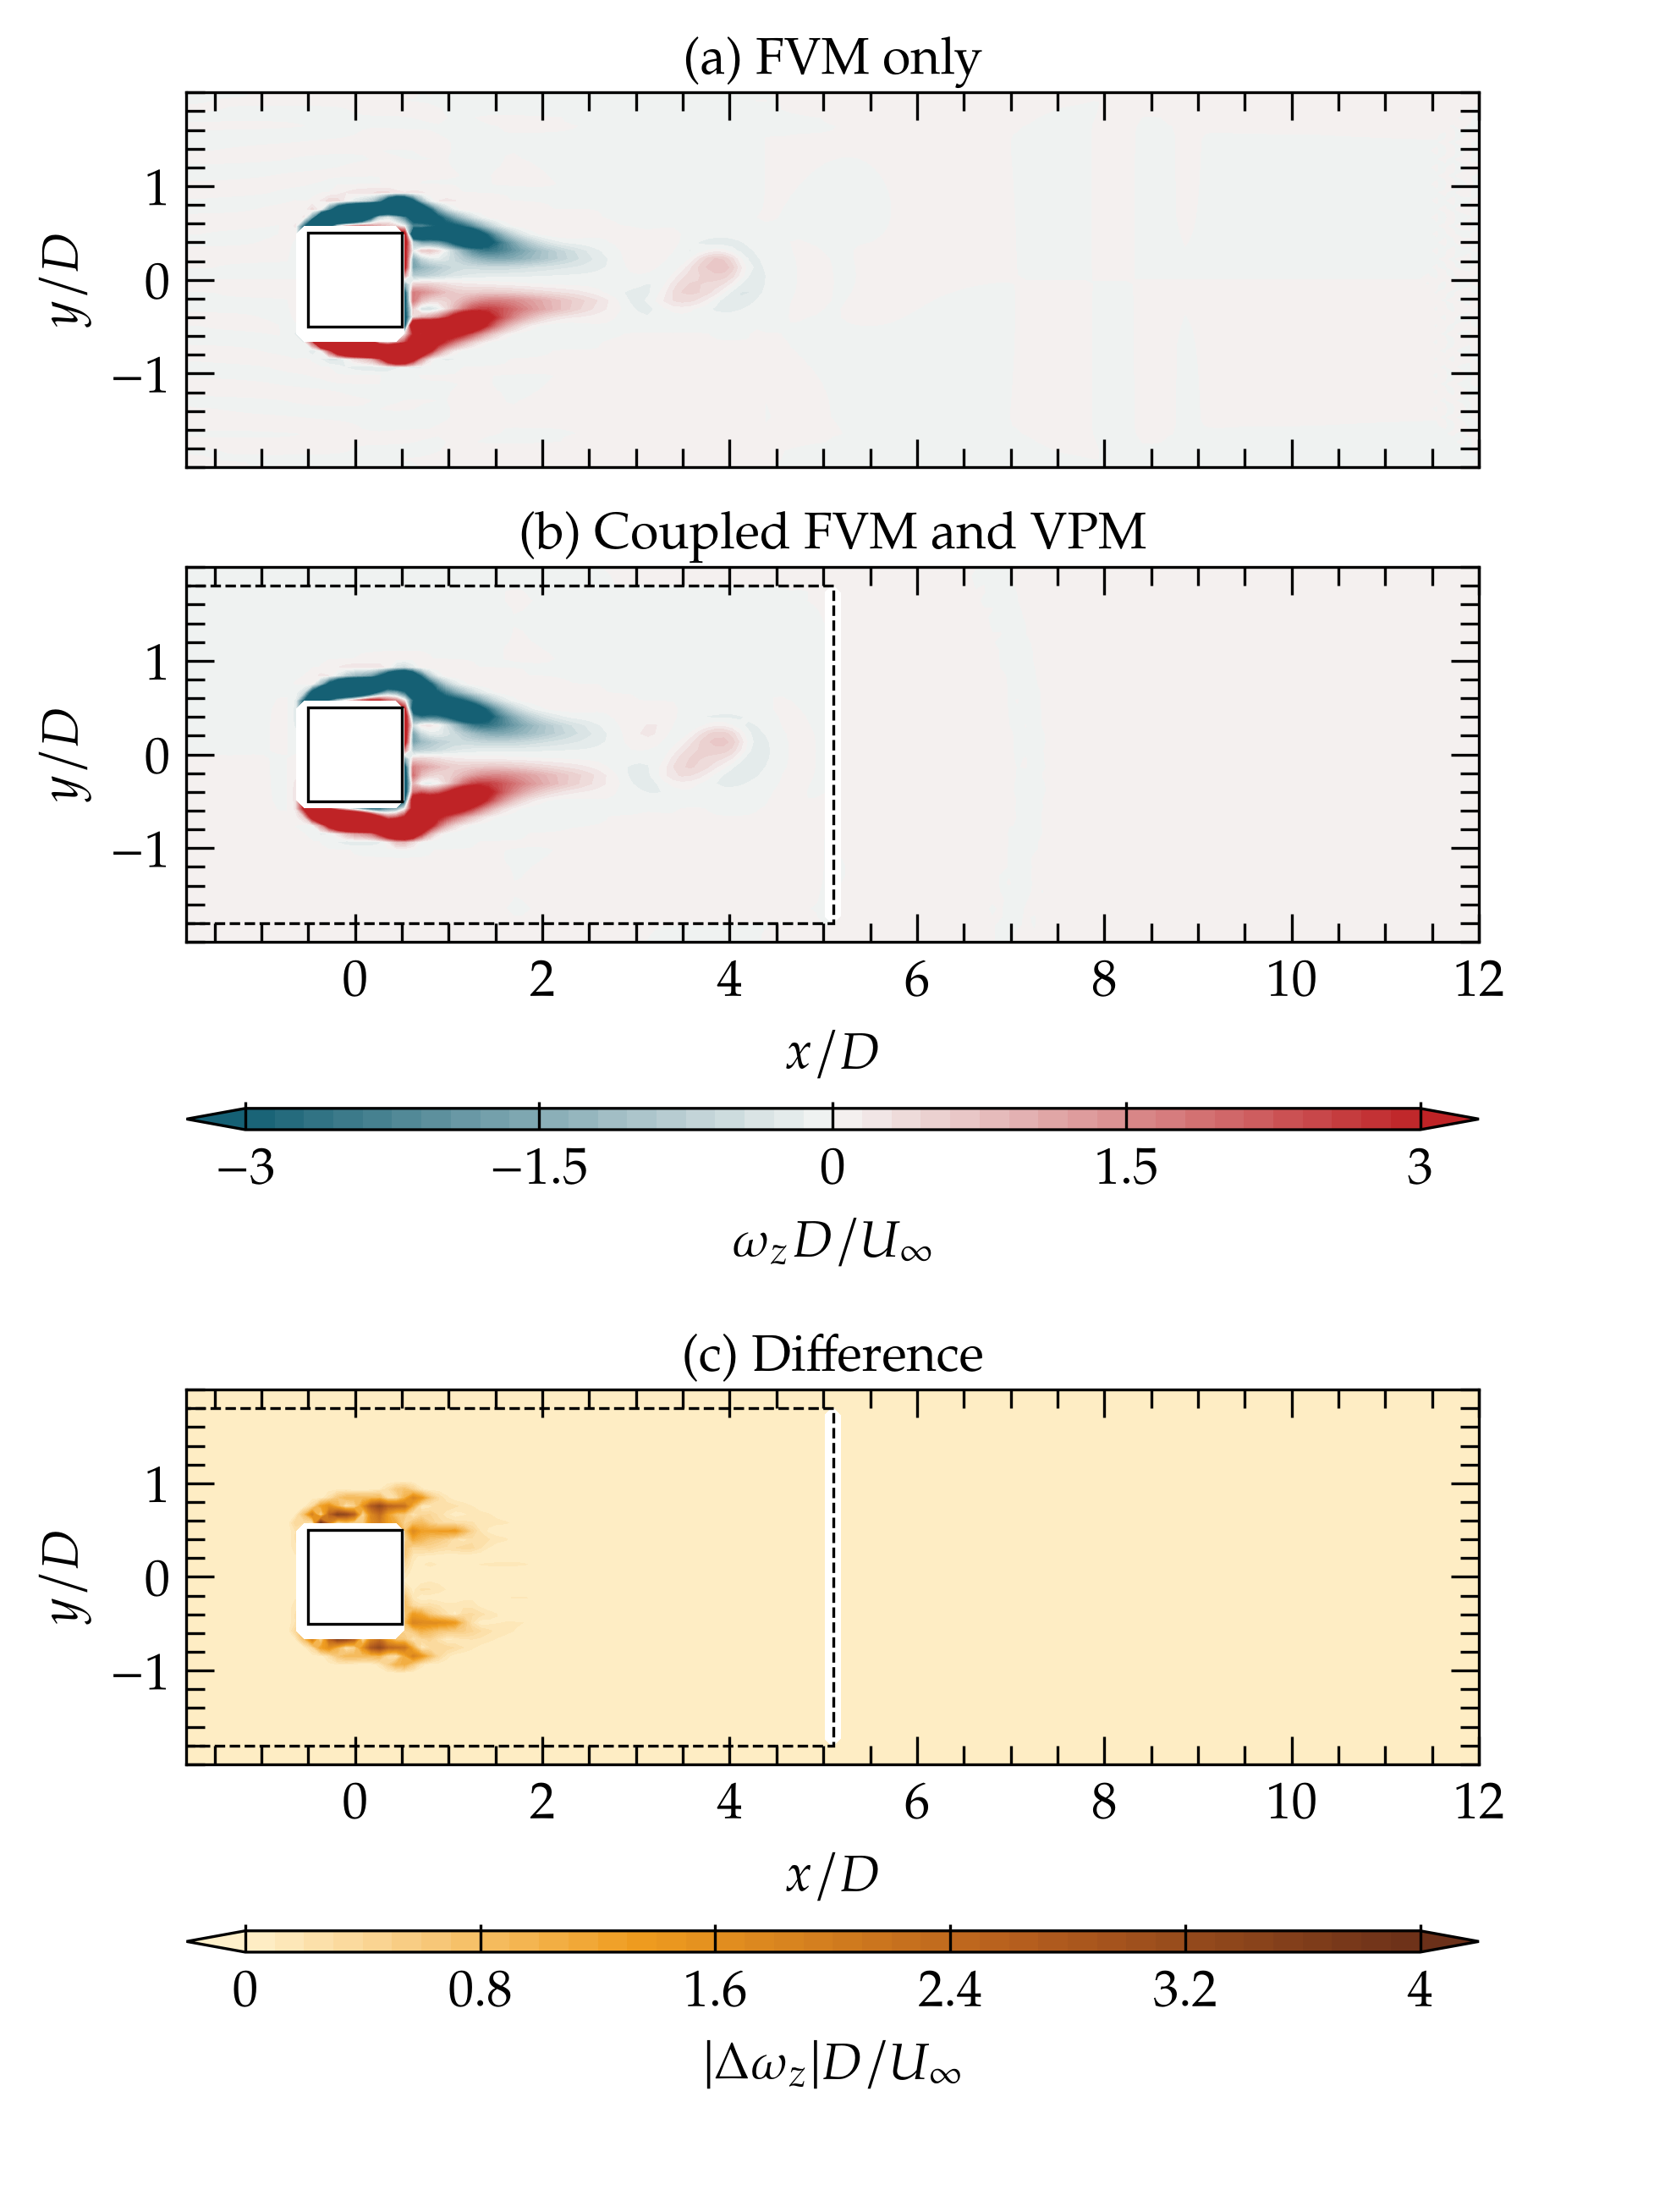 (a) FVM only
y/D
1
0
−1
(b) Coupled FVM and VPM
y/D
1
0
−1
0 2 4 6 8 10 12
x/D
−3 −1.5 0 1.5 3
ω_z D/U_∞
(c) Difference
y/D
1
0
−1
0 2 4 6 8 10 12
x/D
0 0.8 1.6 2.4 3.2 4
|Δω_z|D/U_∞